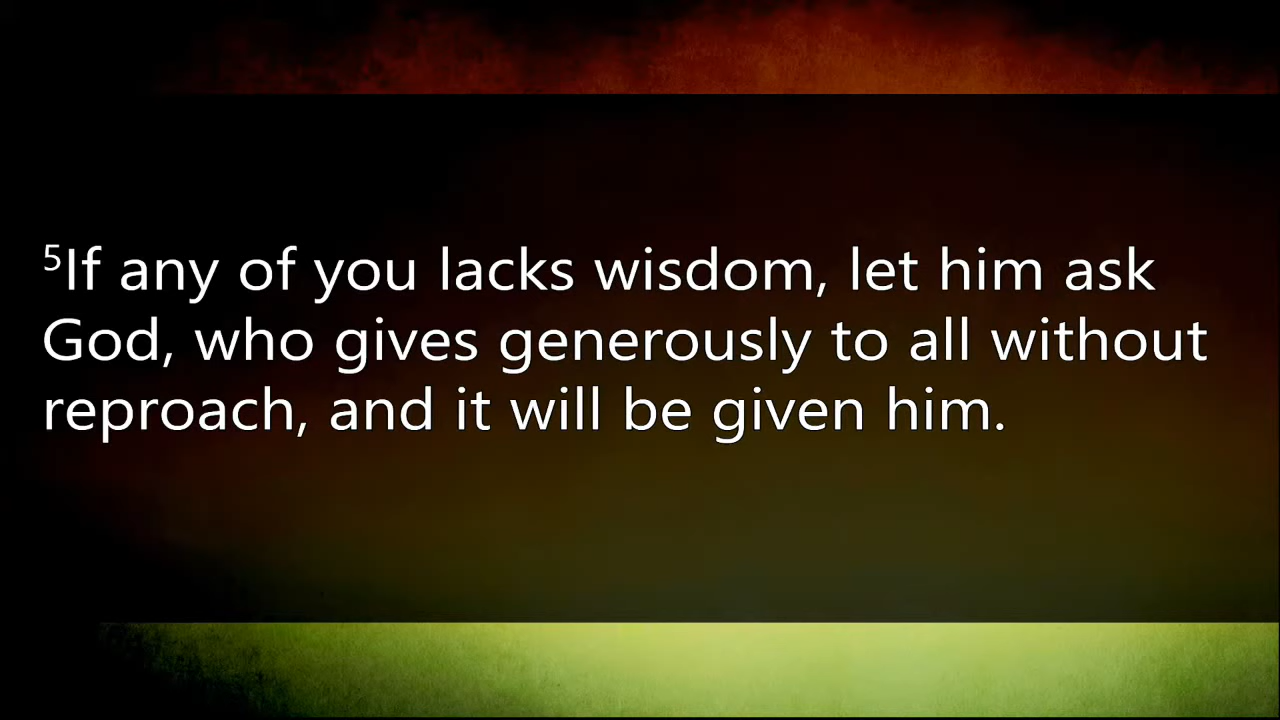 ⁵If any of you lacks wisdom, let him ask
God, who gives generously to all without
reproach, and it will be given him.